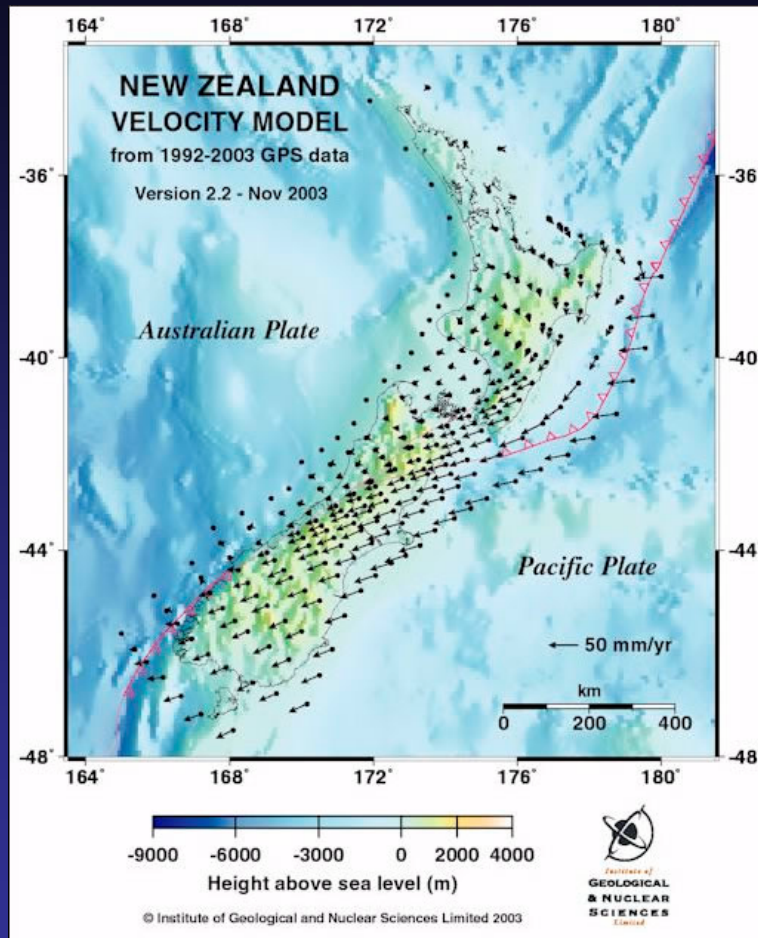 164˚ 168˚ 172˚ 176˚ 180˚
NEW ZEALAND
VELOCITY MODEL
from 1992-2003 GPS data
Version 2.2 - Nov 2003
-36˚ -36
Australian Plate
-40˚ -40
-44˚ -44
Pacific Plate
50 mm/yr
km
0 200 400
-48˚ -48
164˚ 168˚ 172˚ 176˚ 180˚
-9000 -6000 -3000 0 2000 4000
Height above sea level (m)
© Institute of Geological and Nuclear Sciences Limited 2003
Institute of
GEOLOGICAL
& NUCLEAR
SCIENCES
Limited